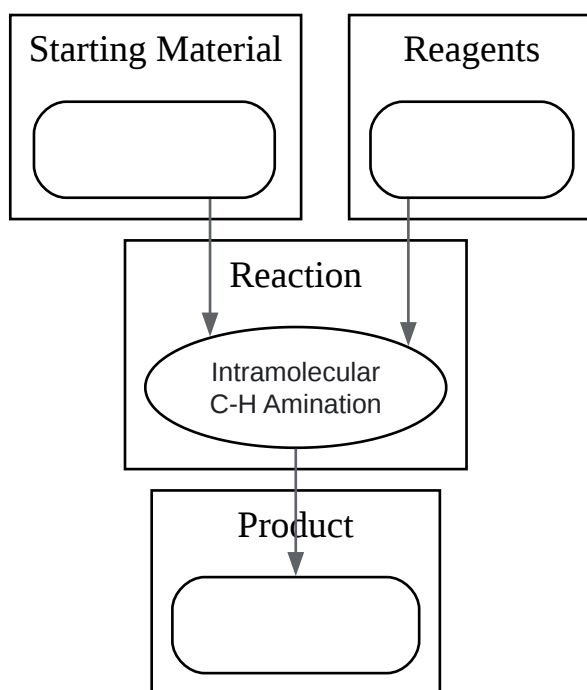 Starting Material
Reagents
Reaction
Intramolecular
C-H Amination
Product